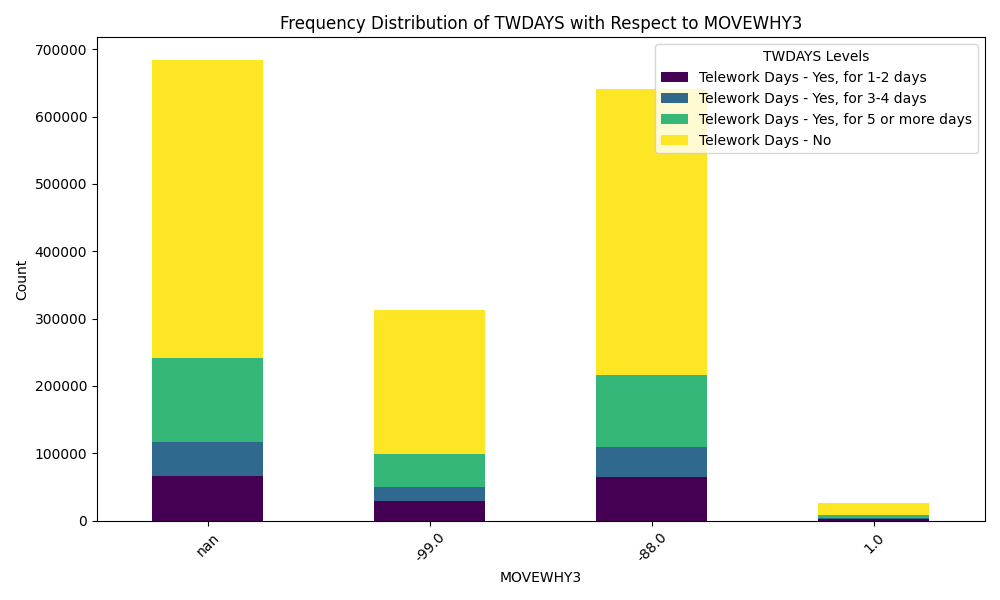 Frequency Distribution of TWDAYS with Respect to MOVEWHY3
TWDAYS Levels
Telework Days - Yes, for 1-2 days
Telework Days - Yes, for 3-4 days
Telework Days - Yes, for 5 or more days
Telework Days - No
700000
600000
500000
400000
300000
200000
100000
0
Count
nan
-99.0
-88.0
1.0
MOVEWHY3